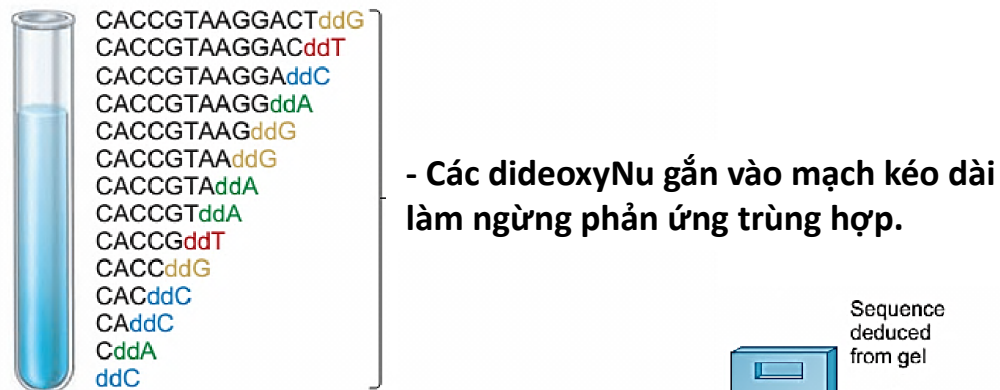 CACCGTAAGGACTddG
CACCGTAAGGACddT
CACCGTAAGGAddC
CACCGTAAGGddA
CACCGTAAGddG
CACCGTAAddG
CACCGTAddA
CACCGTddA
CACCGddT
CACCddG
CACddC
CAddC
CddA
ddC
- Các dideoxyNu gắn vào mạch kéo dài
làm ngừng phản ứng trùng hợp.
Sequence
deduced
from gel